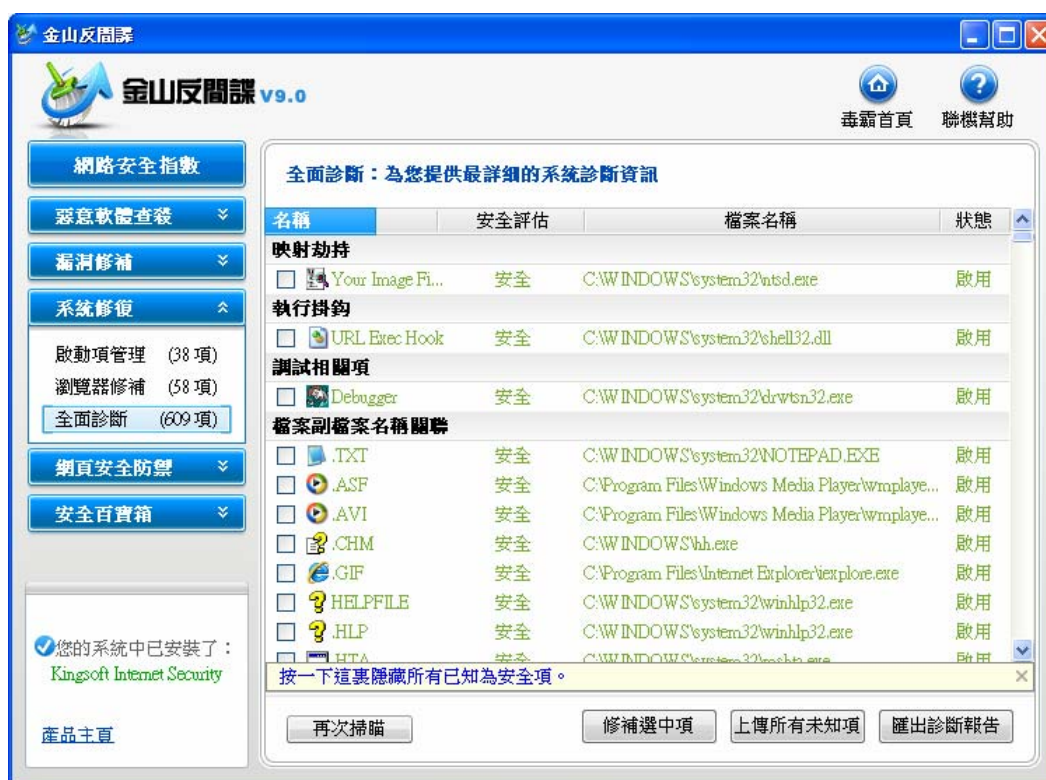 金山反間諜
金山反間諜 V9.0
毒霸首頁
聯機幫助
網路安全指數
惡意軟體查殺
漏洞修補
系統修復
啟動項管理 (38 項)
瀏覽器修補 (58 項)
全面診斷 (609 項)
網頁安全防禦
安全百寶箱
您的系統中已安裝了：
Kingsoft Internet Security
產品主頁
全面診斷：為您提供最詳細的系統診斷資訊
名稱 安全評估 檔案名稱 狀態
映射劫持
Your Image Fi... 安全 C:\WINDOWS\system32\ntsd.exe 啟用
執行掛鈎
URL Exec Hook 安全 C:\WINDOWS\system32\shell32.dll 啟用
調試相關項
Debugger 安全 C:\WINDOWS\system32\drwtsn32.exe 啟用
檔案副檔案名稱關聯
.TXT 安全 C:\WINDOWS\system32\NOTEPAD.EXE 啟用
.ASF 安全 C:\Program Files\Windows Media Player\wmplaye... 啟用
.AVI 安全 C:\Program Files\Windows Media Player\wmplaye... 啟用
.CHM 安全 C:\WINDOWS\hh.exe 啟用
.GIF 安全 C:\Program Files\Internet Explorer\iexplore.exe 啟用
HELPFILE 安全 C:\WINDOWS\system32\winhlp32.exe 啟用
.HLP 安全 C:\WINDOWS\system32\winhlp32.exe 啟用
.HTA 安全 C:\WINDOWS\system32\mshta.exe 啟用
按一下這裏隱藏所有已知為安全項。
再次掃瞄
修補選中項
上傳所有未知項
匯出診斷報告